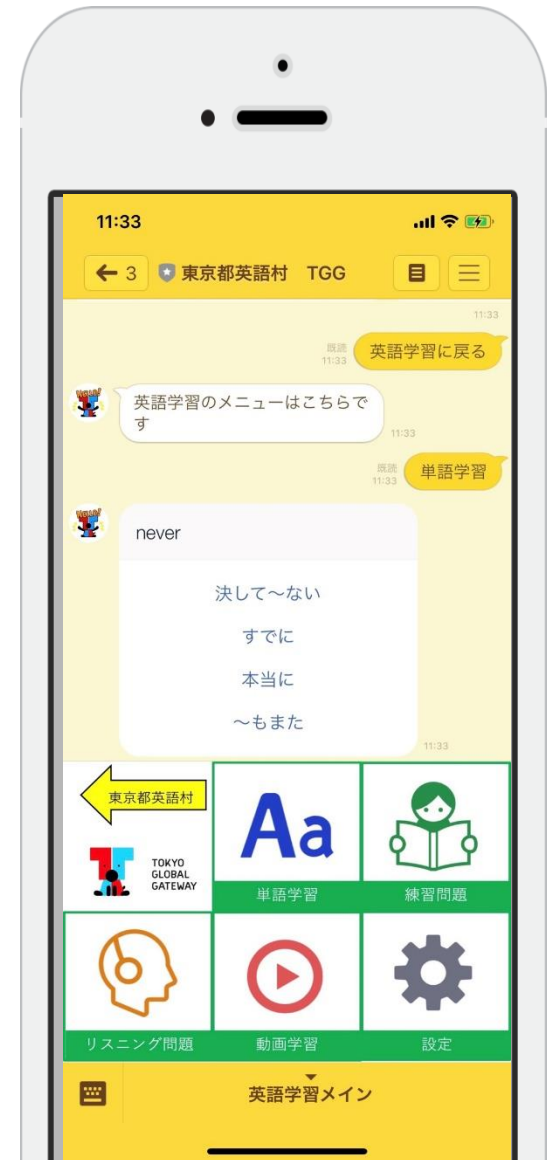 11:33
3 東京都英語村 TGG
11:33
既読
11:33
英語学習に戻る
英語学習のメニューはこちらで
す
11:33
既読
11:33
単語学習
never
決して〜ない
すでに
本当に
〜もまた
11:33
東京都英語村
TOKYO
GLOBAL
GATEWAY
Aa
単語学習
練習問題
リスニング問題
動画学習
設定
英語学習メイン